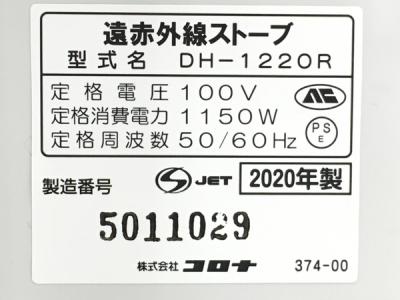 遠赤外線ストーブ
型式名 DH-1220R
定格電圧 100V
定格消費電力 1150W
定格周波数 50/60Hz
PS
E
製造番号 JET 2020年製
5011029
株式会社 コロナ 374-00